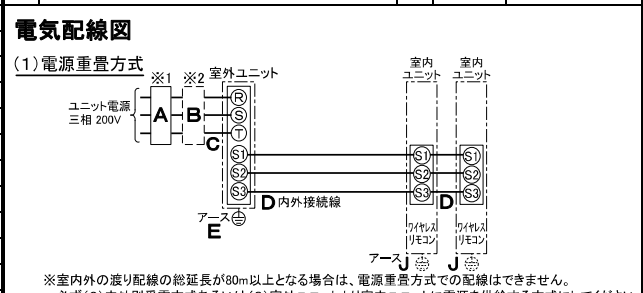 電気配線図
(1)電源重畳方式
※1 ※2 室外ユニット
室内ユニット
室内ユニット
ユニット電源
三相 200V
A B C
R
S
T
S1 S1 S1
S2 S2 S2
S3 S3 S3
D 内外接続線
D
アース
E
ワイヤレスリモコン
ワイヤレスリモコン
アース J J
※室内外の渡り配線の総延長が80m以上となる場合は、電源重畳方式での配線はできません。